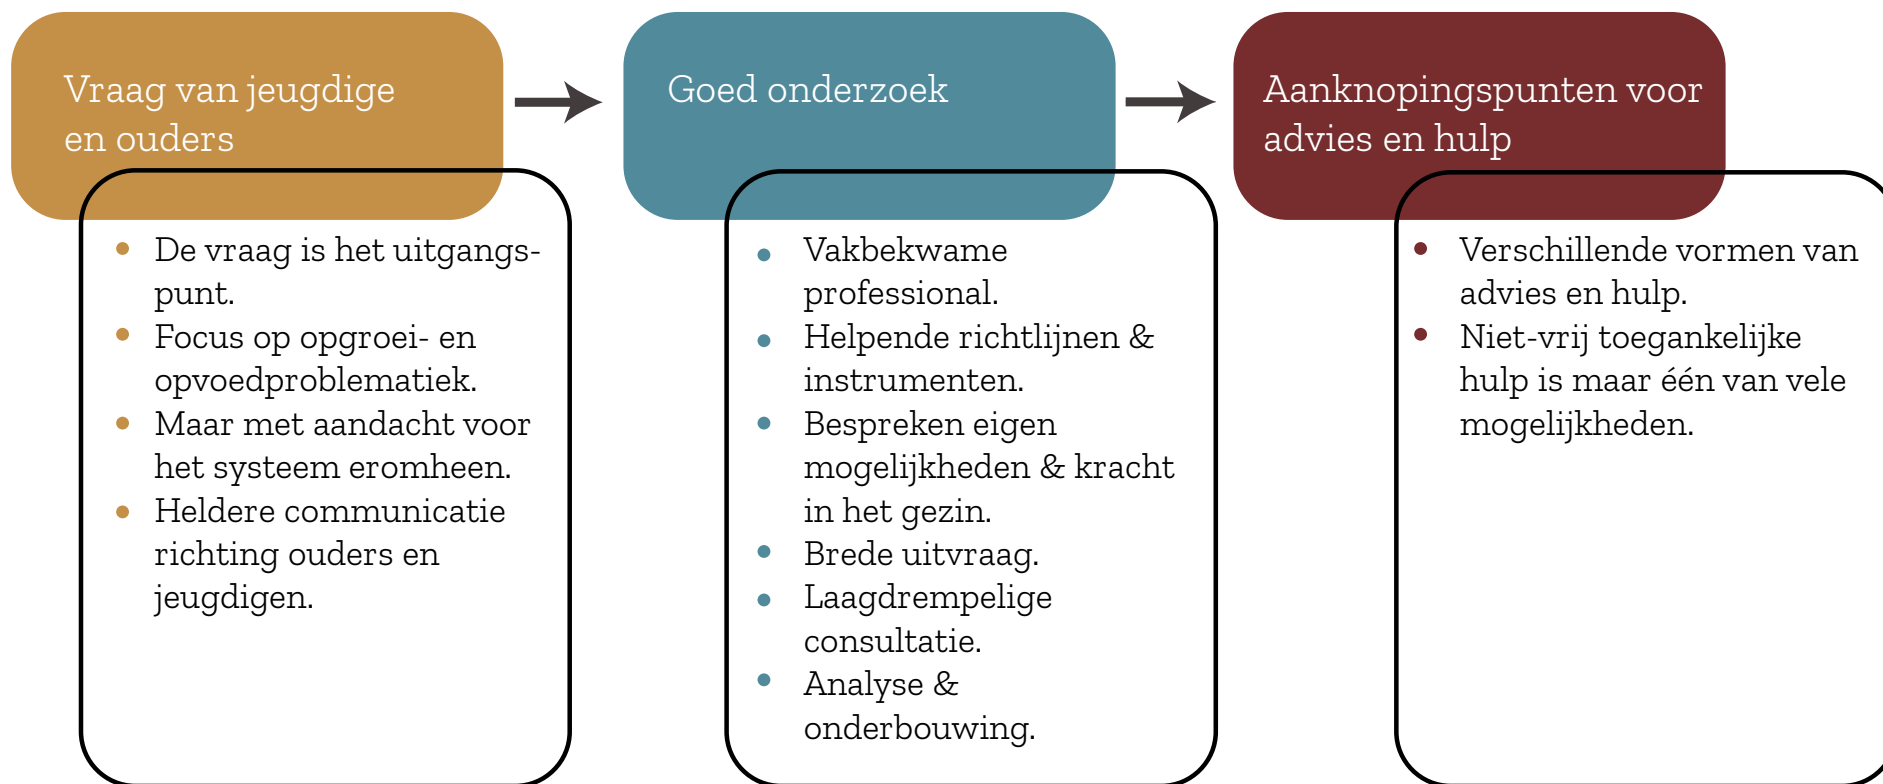 Vraag van jeugdige
en ouders
De vraag is het uitgangs-
punt.
Focus op opgroei- en
opvoedproblematiek.
Maar met aandacht voor
het systeem eromheen.
Heldere communicatie
richting ouders en
jeugdigen.
Goed onderzoek
Vakbekwame
professional.
Helpende richtlijnen &
instrumenten.
Bespreken eigen
mogelijkheden & kracht
in het gezin.
Brede uitvraag.
Laagdrempelige
consultatie.
Analyse &
onderbouwing.
Aanknopingspunten voor
advies en hulp
Verschillende vormen van
advies en hulp.
Niet-vrij toegankelijke
hulp is maar één van vele
mogelijkheden.